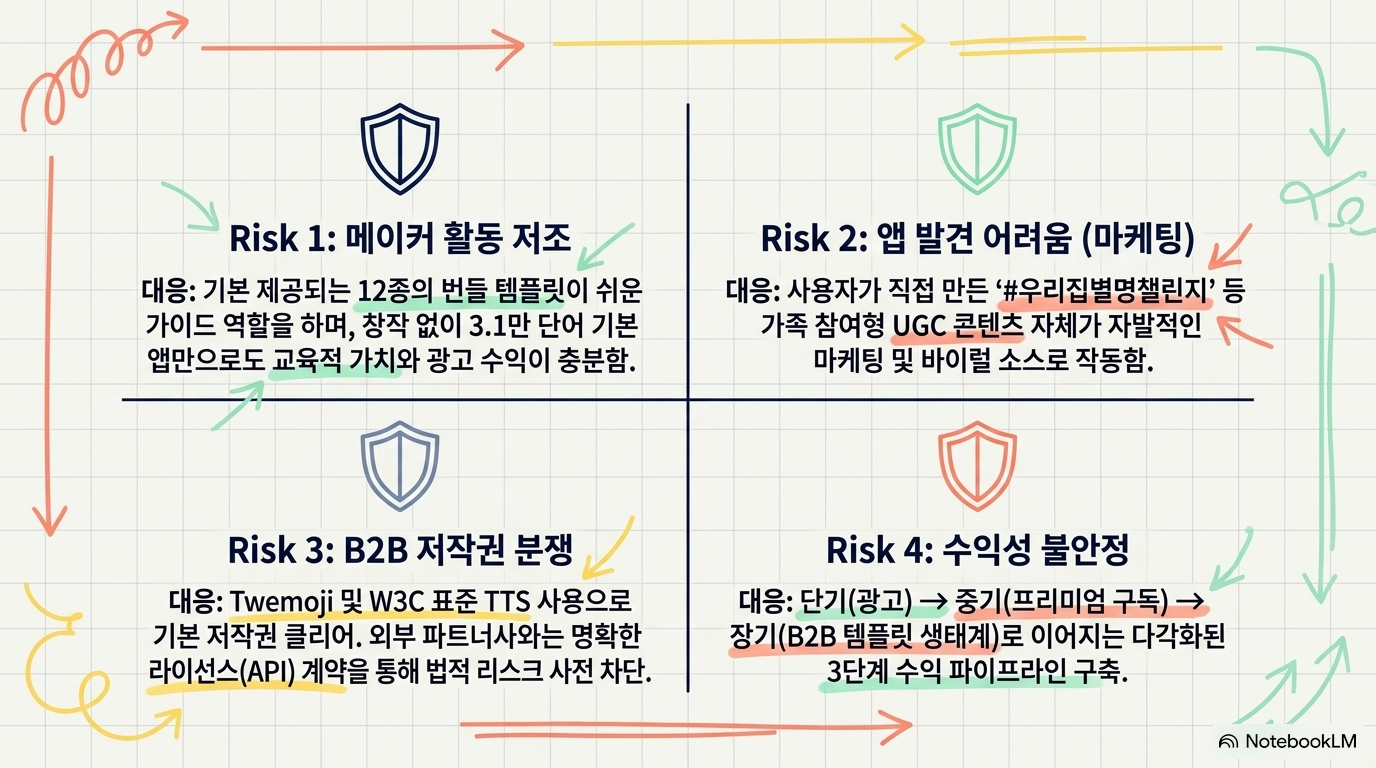 Risk 1: 메이커 활동 저조
대응: 기본 제공되는 12종의 번들 템플릿이 쉬운
가이드 역할을 하며, 창작 없이 3.1만 단어 기본
앱만으로도 교육적 가치와 광고 수익이 충분함.
Risk 2: 앱 발견 어려움 (마케팅)
대응: 사용자가 직접 만든 ‘#우리집별명챌린지’ 등
가족 참여형 UGC 콘텐츠 자체가 자발적인
마케팅 및 바이럴 소스로 작동함.
Risk 3: B2B 저작권 분쟁
대응: Twemoji 및 W3C 표준 TTS 사용으로
기본 저작권 클리어. 외부 파트너사와는 명확한
라이선스(API) 계약을 통해 법적 리스크 사전 차단.
Risk 4: 수익성 불안정
대응: 단기(광고) → 중기(프리미엄 구독) →
장기(B2B 템플릿 생태계)로 이어지는 다각화된
3단계 수익 파이프라인 구축.
NotebookLM